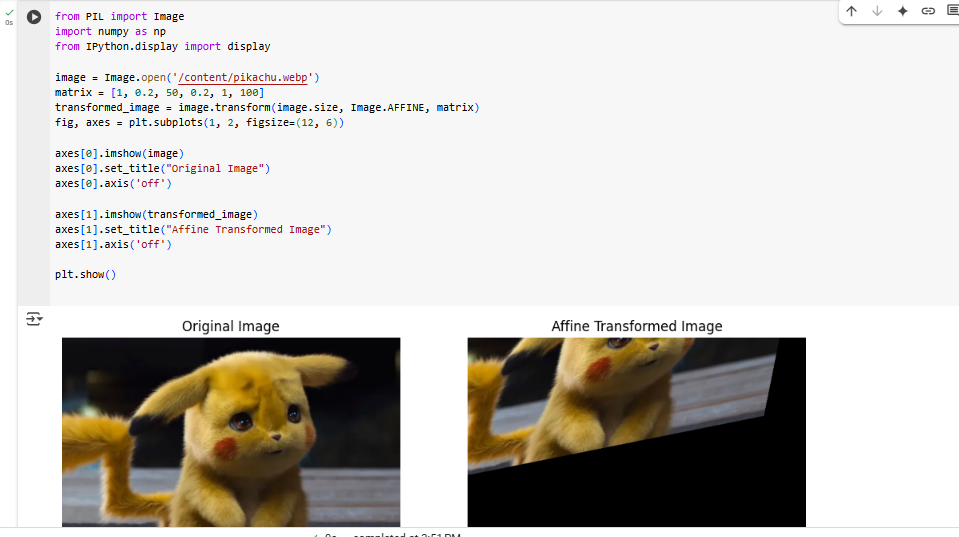 from PIL import Image
import numpy as np
from IPython.display import display
image = Image.open('/content/pikachu.webp')
matrix = [1, 0.2, 50, 0.2, 1, 100]
transformed_image = image.transform(image.size, Image.AFFINE, matrix)
fig, axes = plt.subplots(1, 2, figsize=(12, 6))
axes[0].imshow(image)
axes[0].set_title("Original Image")
axes[0].axis('off')
axes[1].imshow(transformed_image)
axes[1].set_title("Affine Transformed Image")
axes[1].axis('off')
plt.show()
0s
Original Image
Affine Transformed Image
0s completed at 3:51 PM